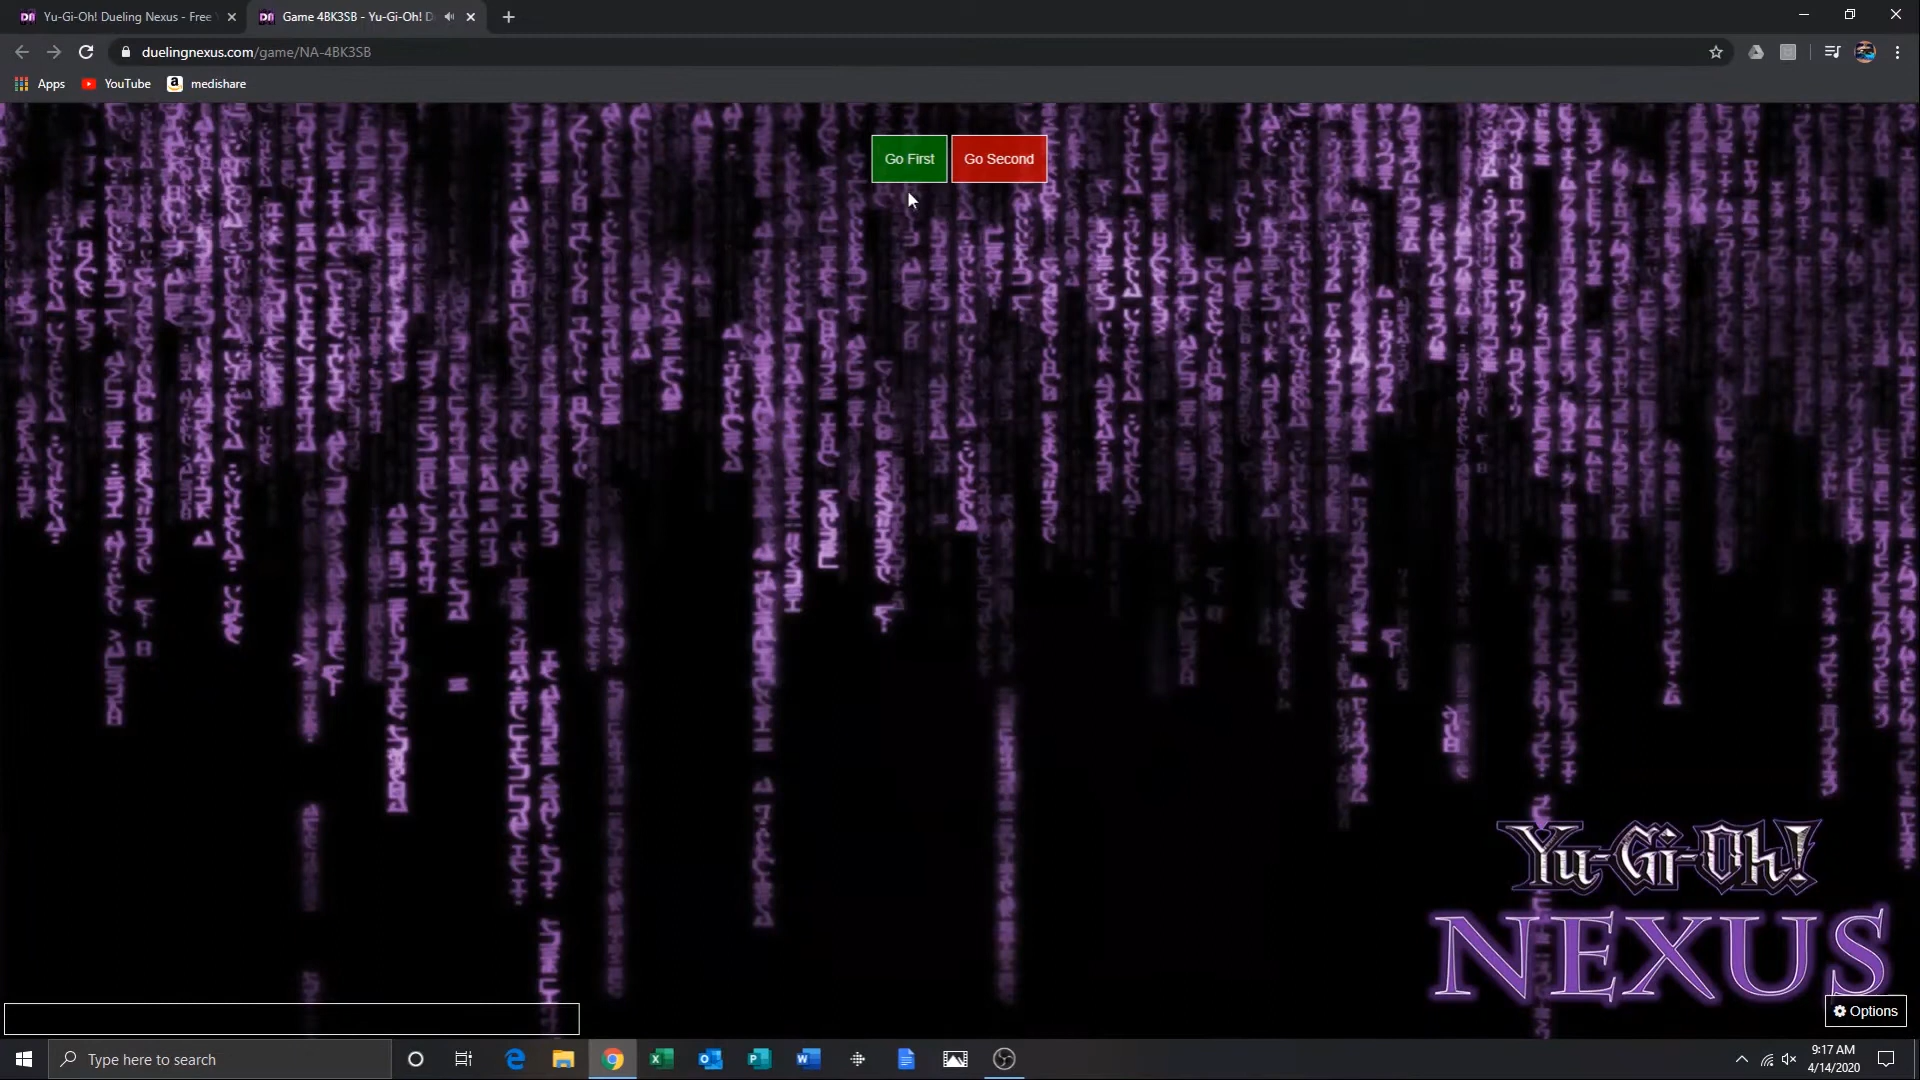 Yu-Gi-Oh! Dueling Nexus - Free
Game 4BK3SB - Yu-Gi-Oh! D
duelingnexus.com/game/NA-4BK3SB
Apps
YouTube
medishare
Go First
Go Second
Yu-Gi-Oh!
NEXUS
Options
Type here to search
9:17 AM
4/14/2020